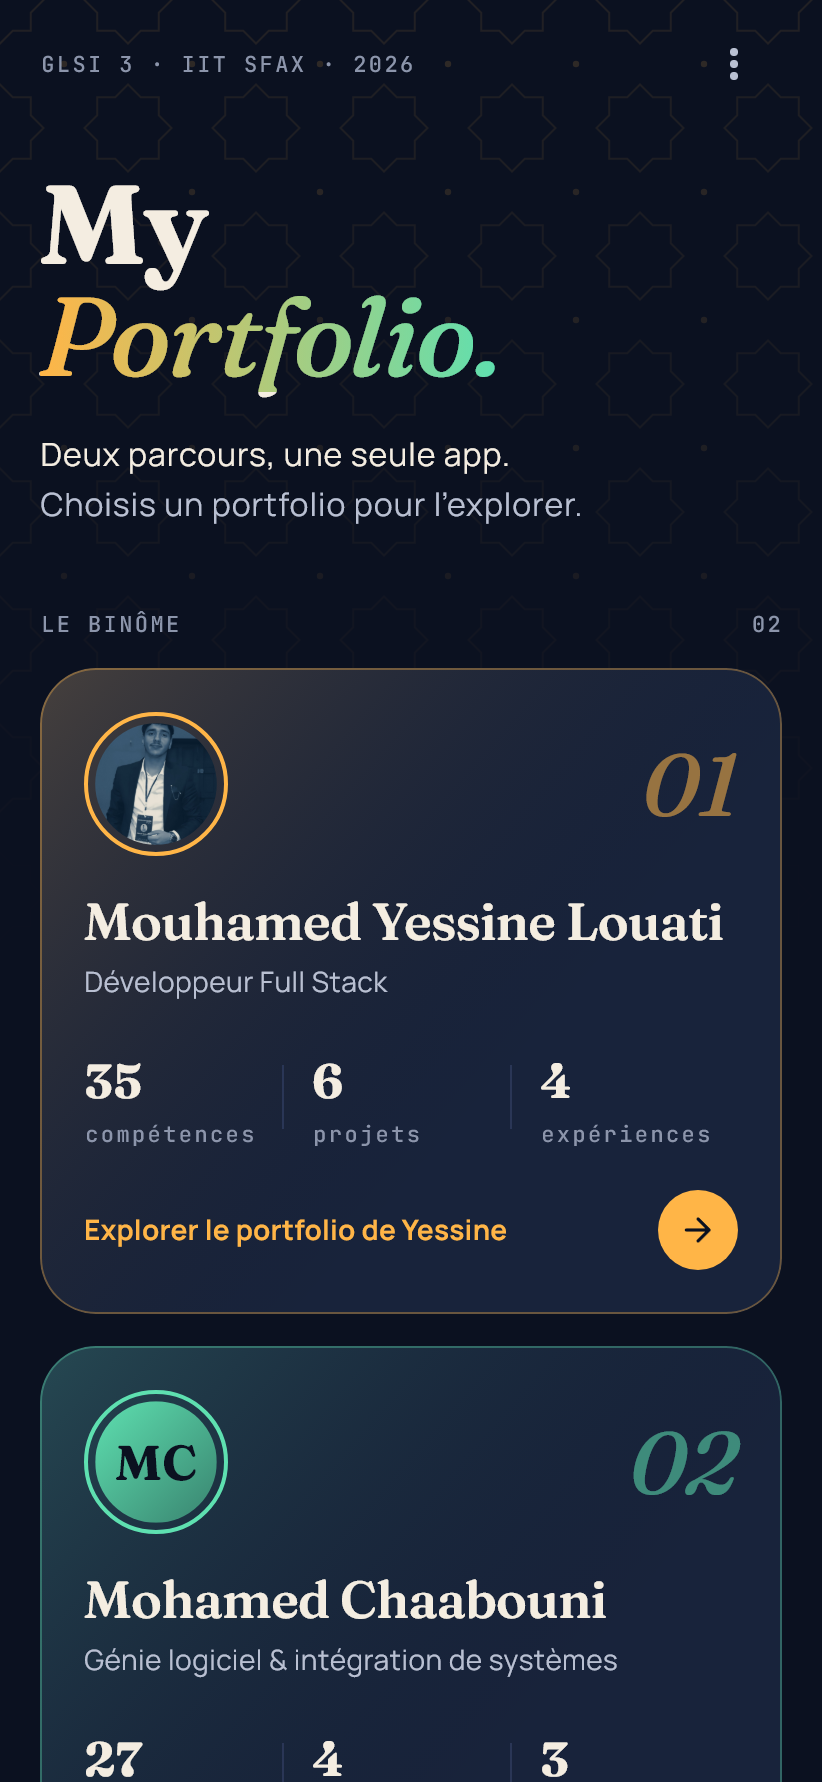 GLSI 3 · IIT SFAX · 2026
My
Portfolio.
Deux parcours, une seule app.
Choisis un portfolio pour l'explorer.
LE BINÔME 02
01
Mouhamed Yessine Louati
Développeur Full Stack
35 6 4
compétences projets expériences
Explorer le portfolio de Yessine
MC 02
Mohamed Chaabouni
Génie logiciel & intégration de systèmes
27 4 3